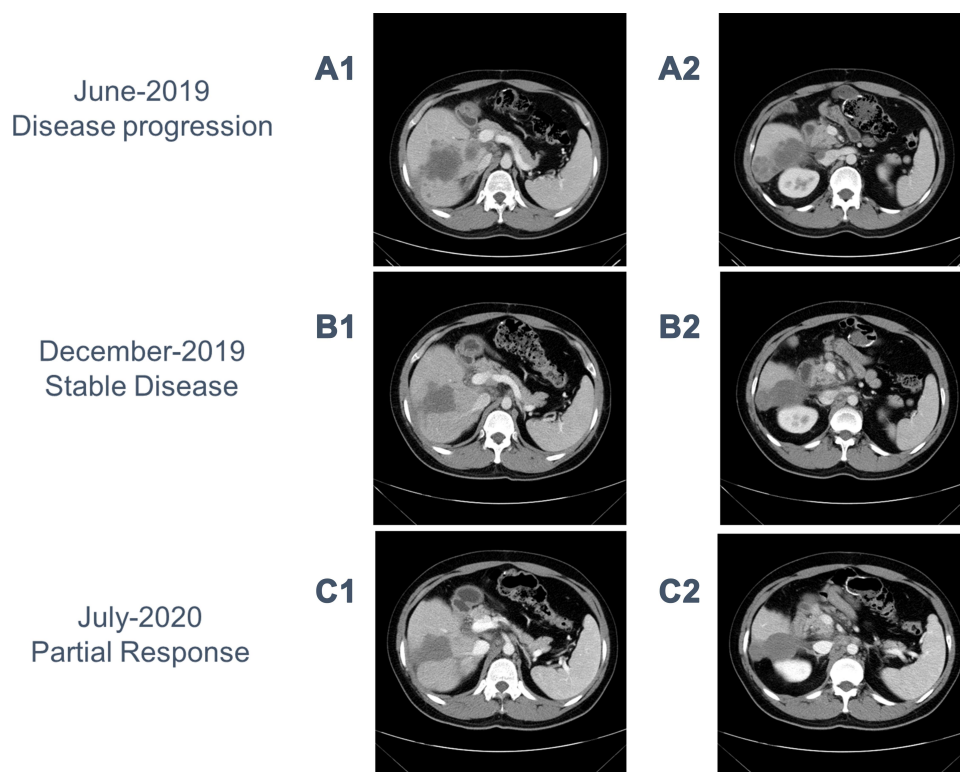 June-2019
Disease progression
A1
A2
December-2019
Stable Disease
B1
B2
July-2020
Partial Response
C1
C2